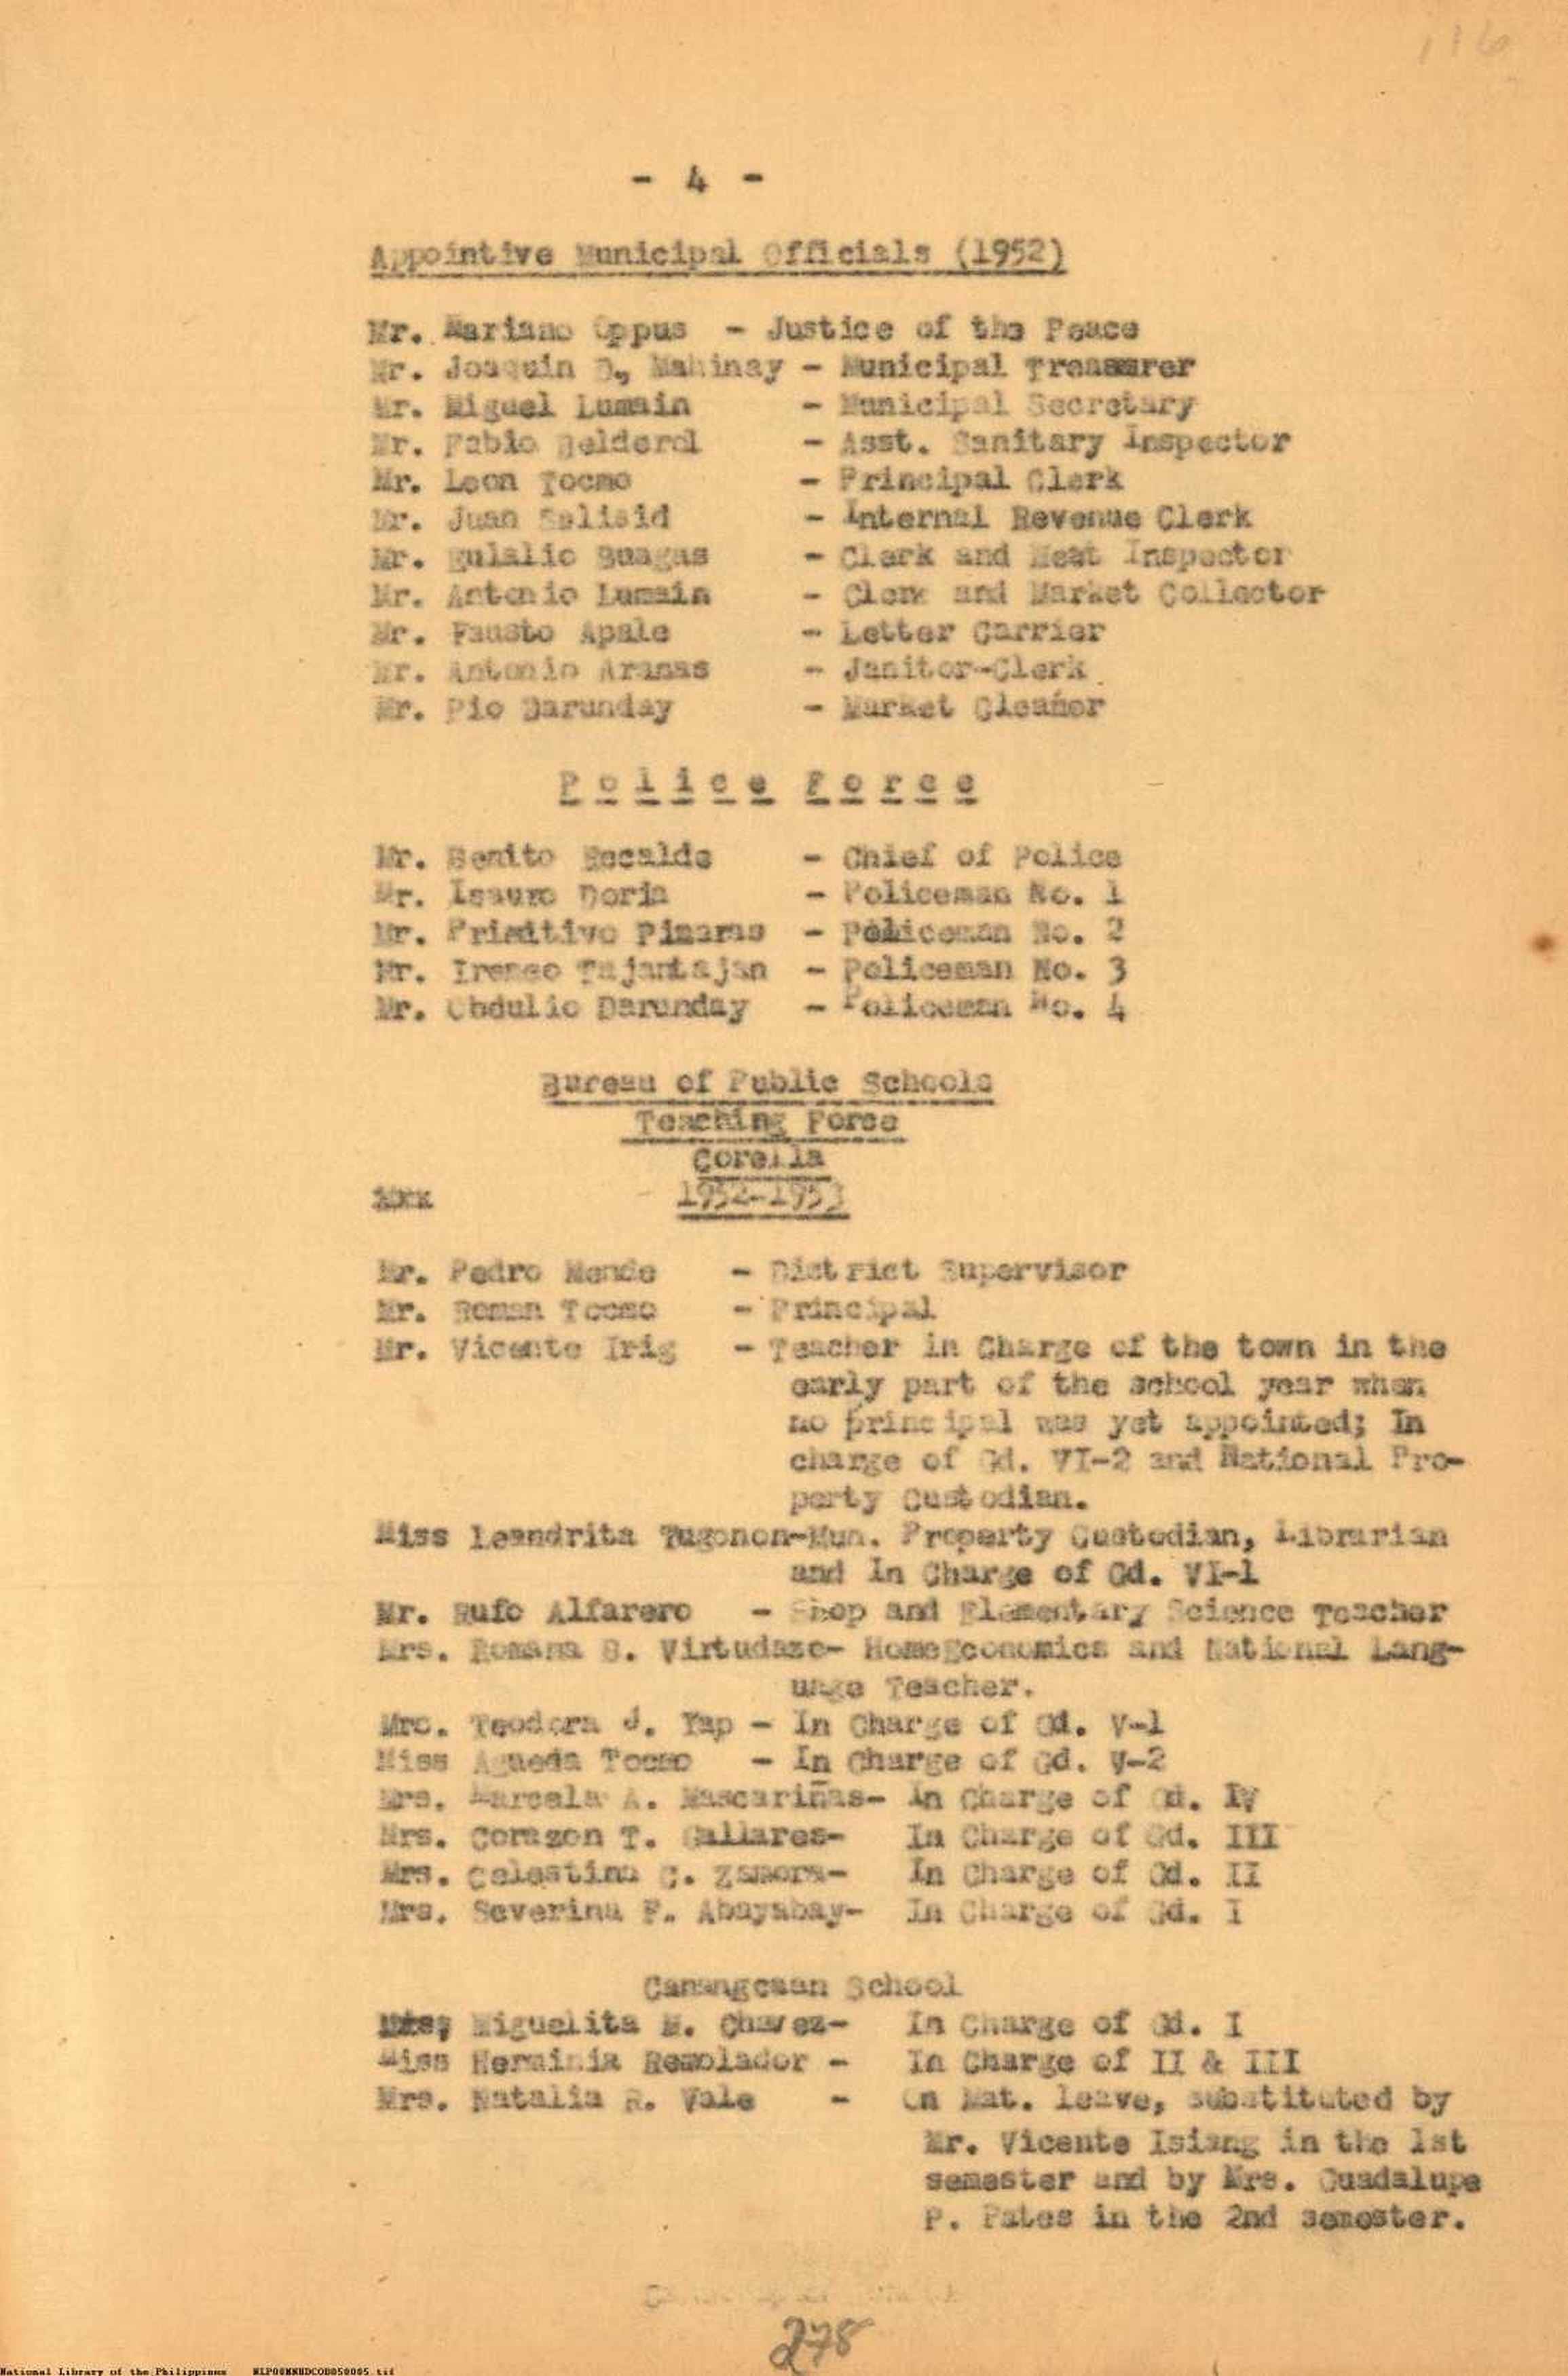 116
- 4 -
Appointive Municipal Officials (1952)
Mr. Mariano Oppus - Justice of the Peace
Mr. Joaquin D, Mahinay - Municipal Treasurer
Mr. Miguel Lumain - Municipal Secretary
Mr. Fabio Belderol - Asst. Sanitary Inspector
Mr. Leon Tocmo - Principal Clerk
Mr. Juan - Internal Revenue Clerk
Mr. Eulalio Buagas - Clerk and Meat Inspector
Mr. Antonio Lumain - Clerk and Market Collector
Mr. Fausto Apale - Letter Carrier
Mr. Antonio Aranas - Janitor-Clerk
Mr. Pio Darunday - Market Cleaner
Police Force
Mr. Benito Recalde - Chief of Police
Mr. Isauro Doria - Policeman No. 1
Mr. Primitivo - Policeman No. 2
Mr. Ireneo Tajantajan - Policeman No. 3
Mr. Obdulio Darunday - Policeman No. 4
Bureau of Public Schools
Teaching Force
Corella
1952-1953
Mr. Pedro Mende - District Supervisor
Mr. Roman Tocmo - Principal
Mr. Vicente Irig - Teacher in Charge of the town in the
early part of the school year when
no principal was yet appointed; In
charge of Gd. VI-2 and National Pro-
perty Custodian.
Miss Leandrita Tugonon-Mun. Property Custodian, Librarian
and In Charge of Gd. VI-1
Mr. Rufo Alfarero - Shop and Elementary Science Teacher
Mrs. Romana B. Virtudazo- Home Economics and National Lang-
uage Teacher.
Mrs. Teodora J. Yap - In Charge of Gd. V-1
Miss Agueda Tocmo - In Charge of Gd. V-2
Mrs. Marcela A. Mascariñas- In Charge of Gd. IV
Mrs. Corazon T. Gallares- In Charge of Gd. III
Mrs. Celestina C. Zamora- In Charge of Gd. II
Mrs. Severina F. Abayabay- In Charge of Gd. I
Canangcaan School
Miguelita M. Chavez- In Charge of Gd. I
Miss Herminia Remolador - In Charge of II & III
Mrs. Natalia R. Vale - On Mat. leave, substituted by
Mr. Vicente Isiang in the 1st
semester and by Mrs. Guadalupe
P. Pates in the 2nd semester.
278
National Library of the Philippines NLPO0MNHDCOB050005.tif